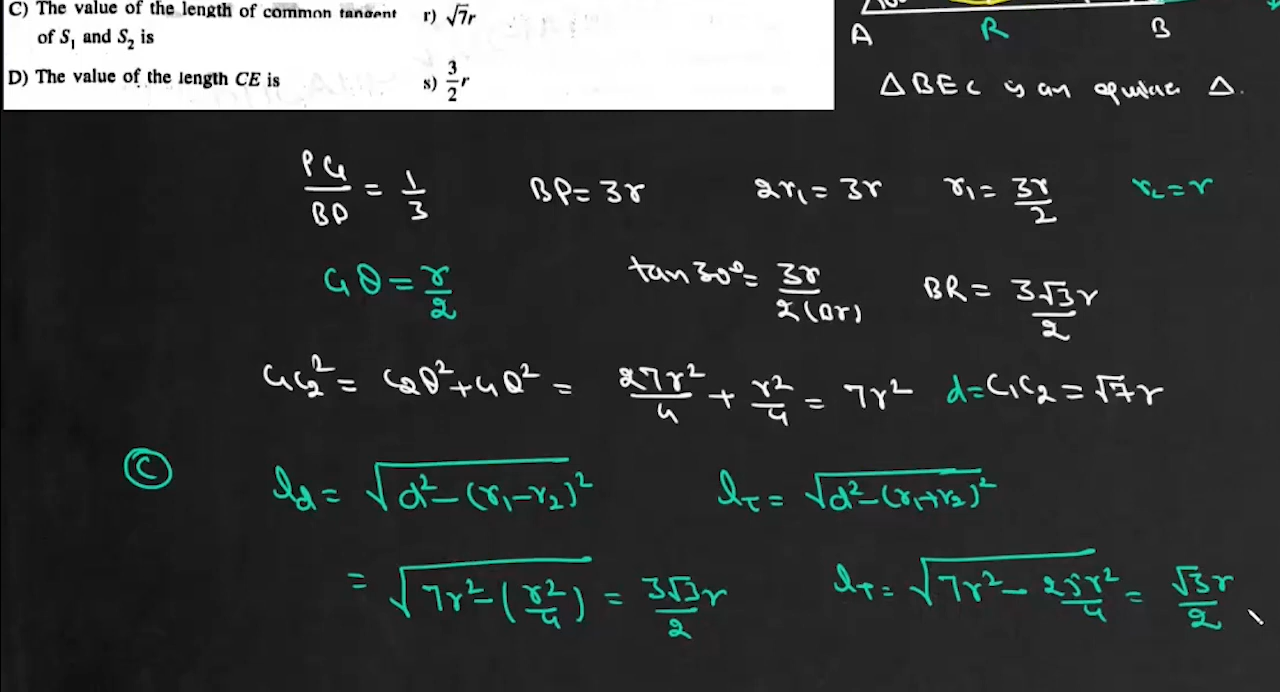 C) The value of the length of common tangent r) √7r
of S₁ and S₂ is
D) The value of the length CE is s) 3/2 r
A R B
△BEC is an △.
PG/BP = 1/3 BP = 3r 2r₁ = 3r r₁ = 3r/2 r₂ = r
GQ = r/2 tan 30° = 3r/2(BR) BR = 3√3r/2
C₁C₂² = C₂Q² + C₁Q² = 27r²/4 + r²/4 = 7r² d = C₁C₂ = √7r
Ⓒ l_d = √(d² - (r₁ - r₂)²) l_T = √(d² - (r₁ + r₂)²)
= √(7r² - (r²/4)) = 3√3r/2 l_T = √(7r² - 25r²/4) = √3r/2